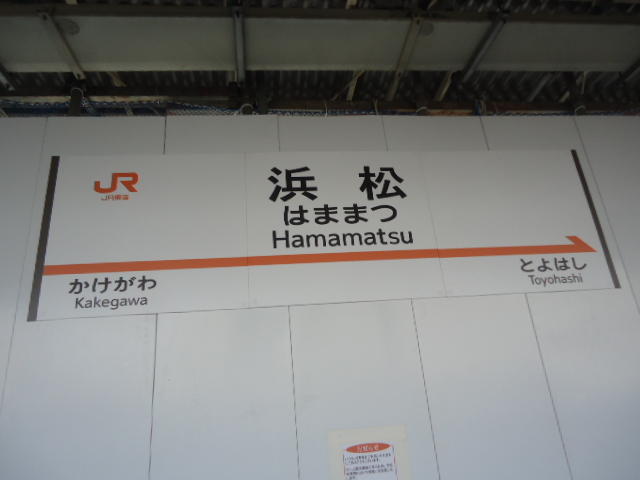 JR
JR東海
浜松
はままつ
Hamamatsu
かけがわ
Kakegawa
とよはし
Toyohashi